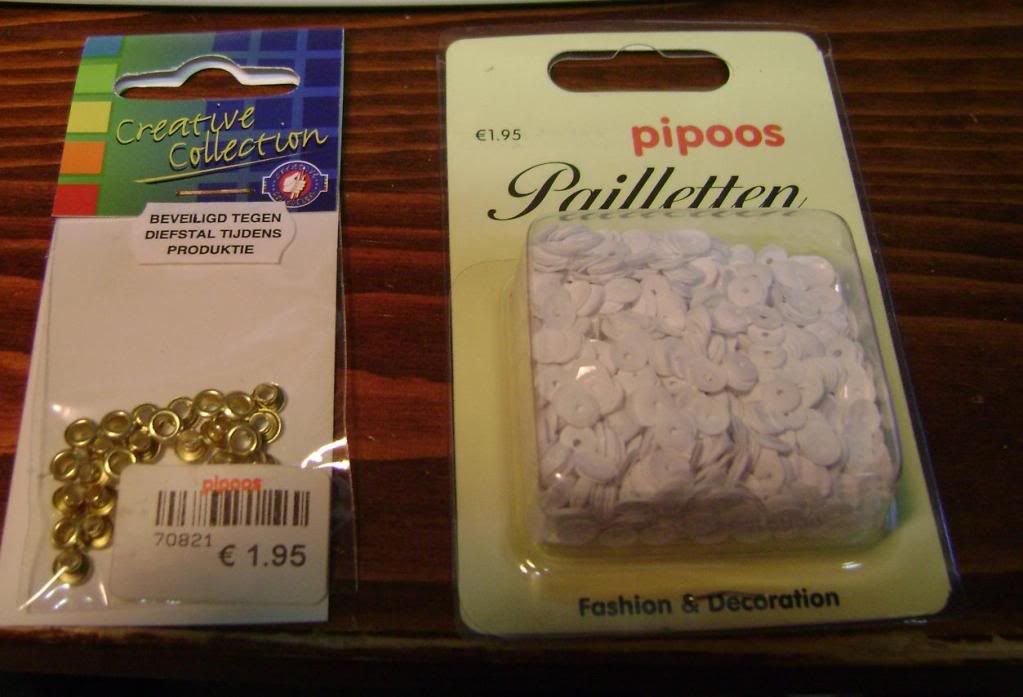 Creative
Collection
BEVEILIGD TEGEN
DIEFSTAL TIJDENS
PRODUKTIE
pipoos
70821
€ 1.95
€1.95
pipoos
Pailletten
Fashion & Decoration